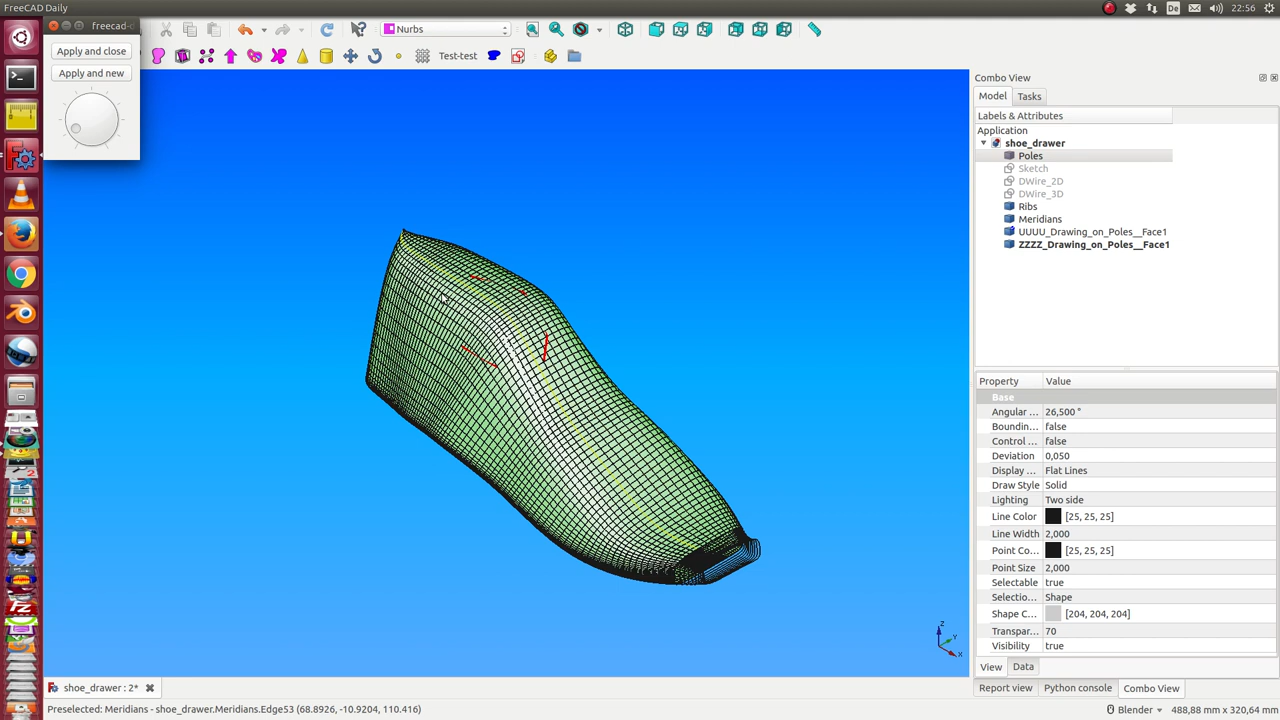 FreeCAD Daily
De
22:56
freecad-c
Apply and close
Apply and new
Nurbs
Test-test
Combo View
Model
Tasks
Labels & Attributes
Application
shoe_drawer
Poles
Sketch
DWire_2D
DWire_3D
Ribs
Meridians
UUUU_Drawing_on_Poles__Face1
ZZZZ_Drawing_on_Poles__Face1
Property Value
Base
Angular ... 26,500 °
Boundin... false
Control ... false
Deviation 0,050
Display ... Flat Lines
Draw Style Solid
Lighting Two side
Line Color [25, 25, 25]
Line Width 2,000
Point Co... [25, 25, 25]
Point Size 2,000
Selectable true
Selectio... Shape
Shape C... [204, 204, 204]
Transpar... 70
Visibility true
Z
Y
X
View
Data
shoe_drawer : 2*
Report view
Python console
Combo View
Preselected: Meridians - shoe_drawer.Meridians.Edge53 (68.8926, -10.9204, 110.416)
Blender
488,88 mm x 320,64 mm